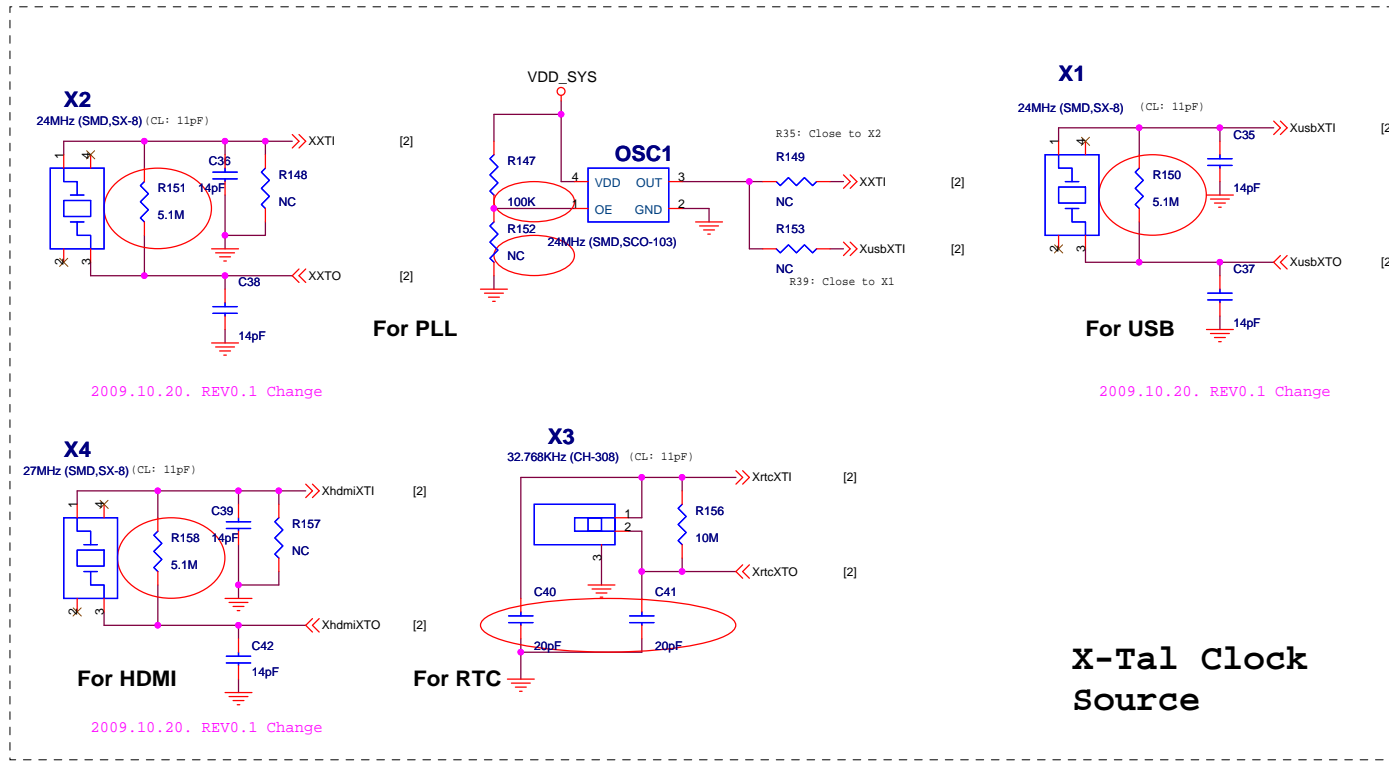 X2
24MHz (SMD,SX-8) (CL: 11pF)
1
4
XXTI
[2]
C36
14pF
R148
NC
R151
5.1M
2
3
XXTO
[2]
C38
14pF
For PLL
2009.10.20. REV0.1 Change
VDD_SYS
R147
100K
R152
NC
OSC1
4
VDD
OUT
3
1
OE
GND
2
24MHz (SMD,SCO-103)
R35: Close to X2
R149
NC
XXTI
[2]
R153
NC
XusbXTI
[2]
R39: Close to X1
X1
24MHz (SMD,SX-8) (CL: 11pF)
1
4
XusbXTI
[2
C35
14pF
R150
5.1M
2
3
XusbXTO
[2
C37
14pF
For USB
2009.10.20. REV0.1 Change
X4
27MHz (SMD,SX-8) (CL: 11pF)
1
4
XhdmiXTI
[2]
C39
14pF
R157
NC
R158
5.1M
2
3
XhdmiXTO
[2]
C42
14pF
For HDMI
2009.10.20. REV0.1 Change
X3
32.768KHz (CH-308) (CL: 11pF)
XrtcXTI
[2]
1
2
3
R156
10M
XrtcXTO
[2]
C40
20pF
C41
20pF
For RTC
X-Tal Clock
Source